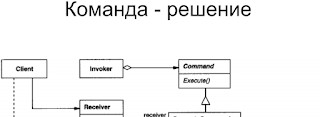 Команда - решение
Command
Client
Invoker
Execute()
Receiver
receiver